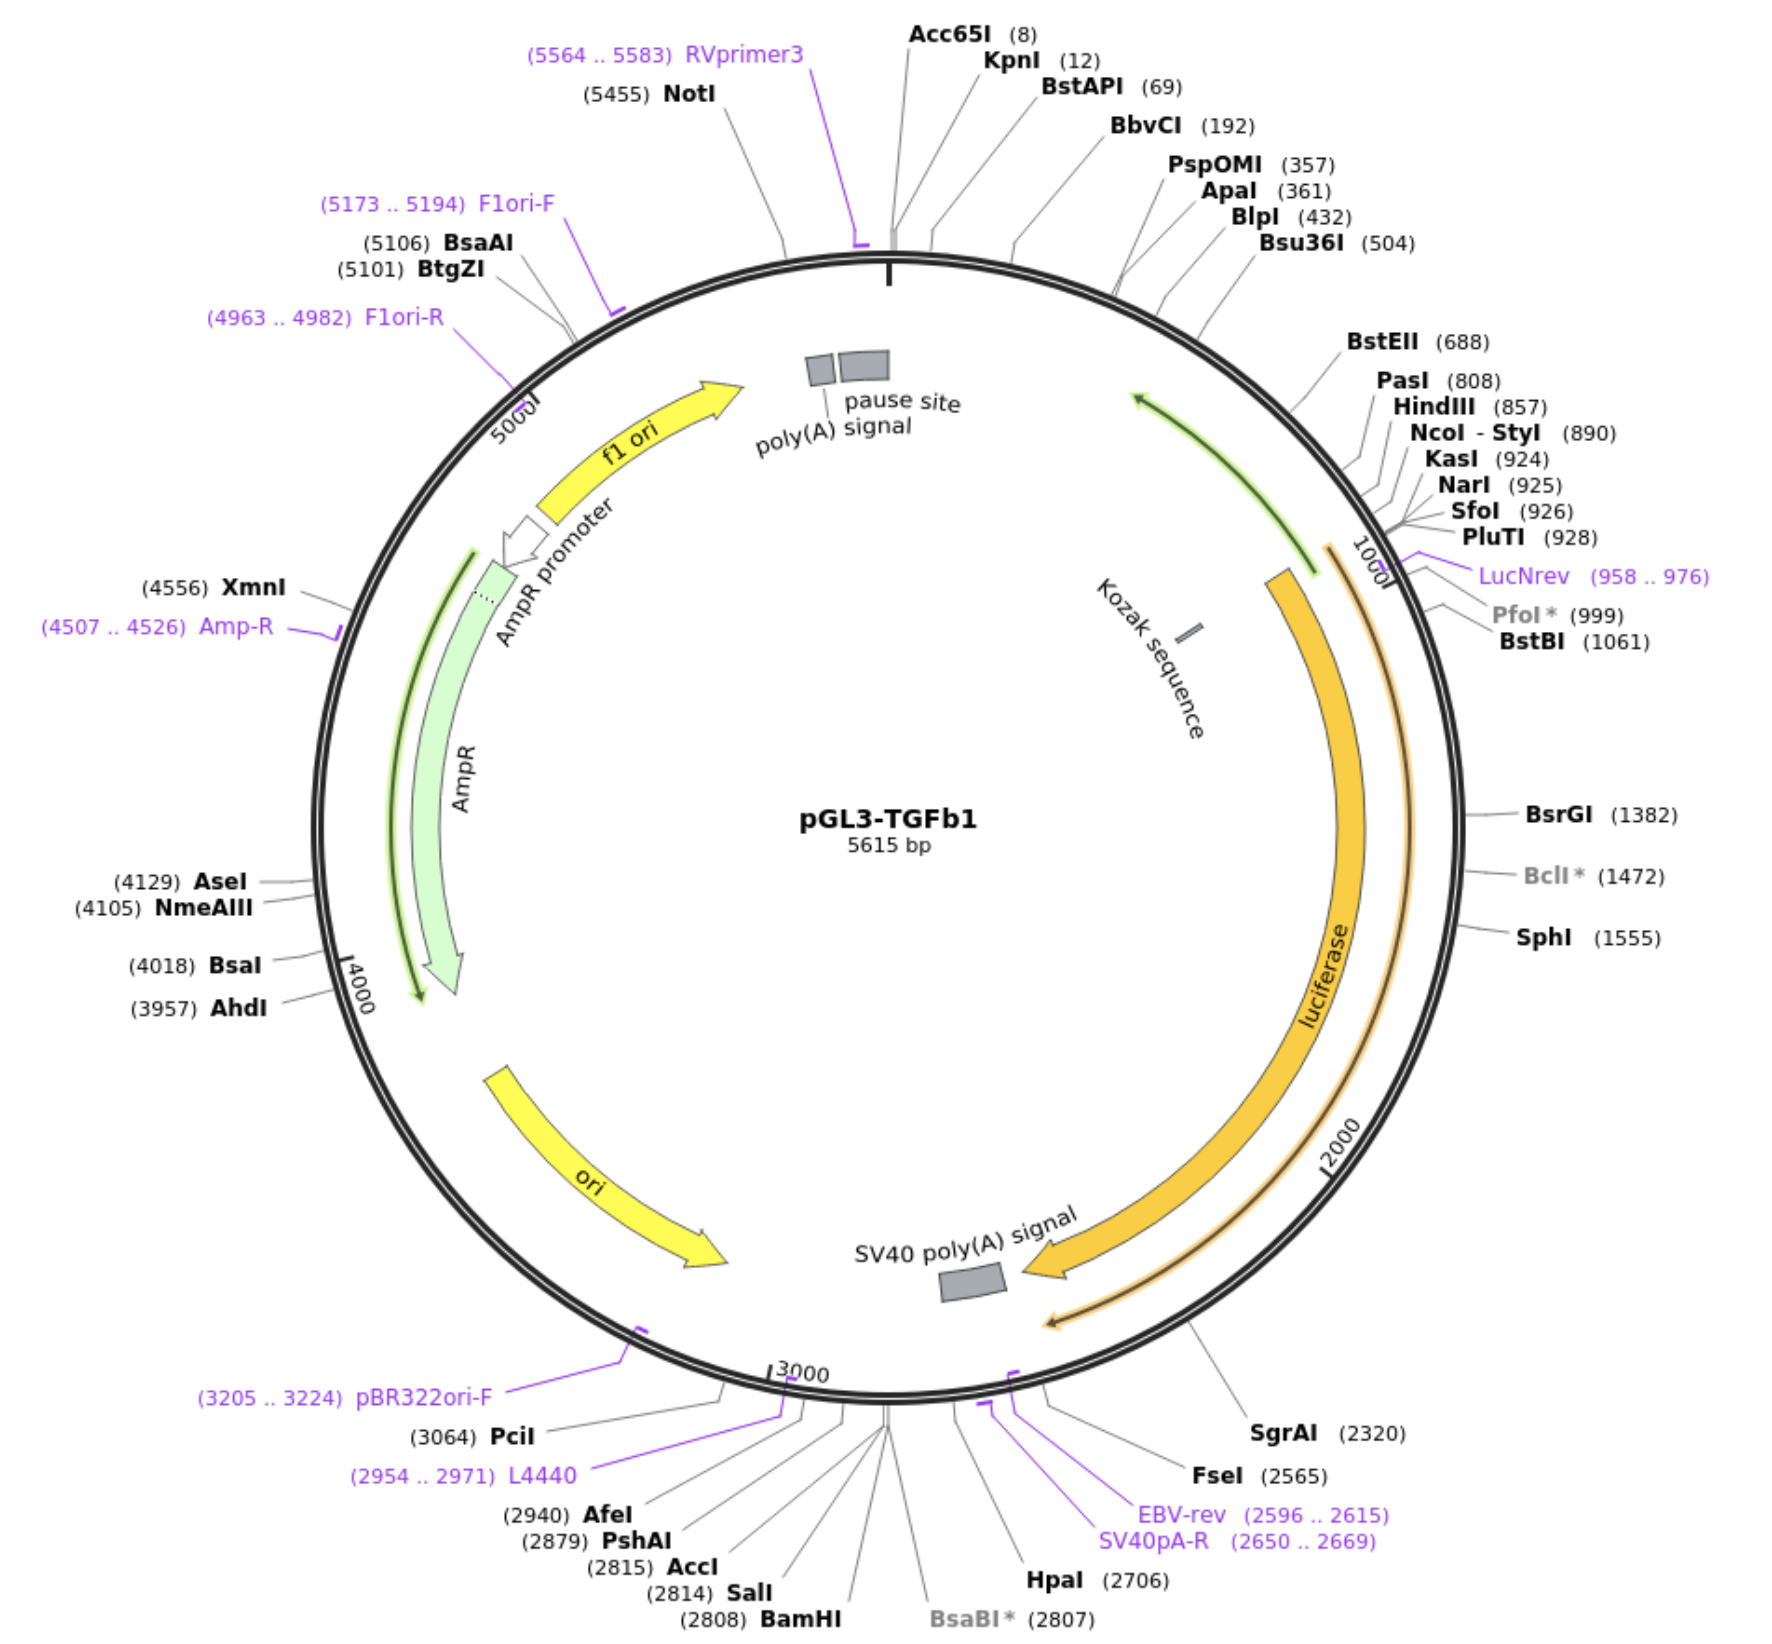 Acc65I (8)
(5564 .. 5583) RVprimer3
KpnI (12)
BstAPI (69)
(5455) NotI
BbvCI (192)
PspOMI (357)
ApaI (361)
(5173 .. 5194) F1ori-F
BlpI (432)
(5106) BsaAI
Bsu36I (504)
(5101) BtgZI
(4963 .. 4982) F1ori-R
BstEII (688)
PasI (808)
HindIII (857)
NcoI - StyI (890)
KasI (924)
NarI (925)
SfoI (926)
PluTI (928)
LucNrev (958 .. 976)
PfoI* (999)
BstBI (1061)
5000
f1 ori
pause site
poly(A) signal
1000
AmpR promoter
Kozak sequence
(4556) XmnI
(4507 .. 4526) Amp-R
AmpR
pGL3-TGFb1
5615 bp
BsrGI (1382)
BclI* (1472)
(4129) AseI
(4105) NmeAIII
SphI (1555)
(4018) BsaI
(3957) AhdI
4000
luciferase
2000
ori
SV40 poly(A) signal
3000
(3205 .. 3224) pBR322ori-F
(3064) PciI
SgrAI (2320)
(2954 .. 2971) L4440
FseI (2565)
(2940) AfeI
EBV-rev (2596 .. 2615)
(2879) PshAI
SV40pA-R (2650 .. 2669)
(2815) AccI
HpaI (2706)
(2814) SalI
(2808) BamHI
BsaBI* (2807)